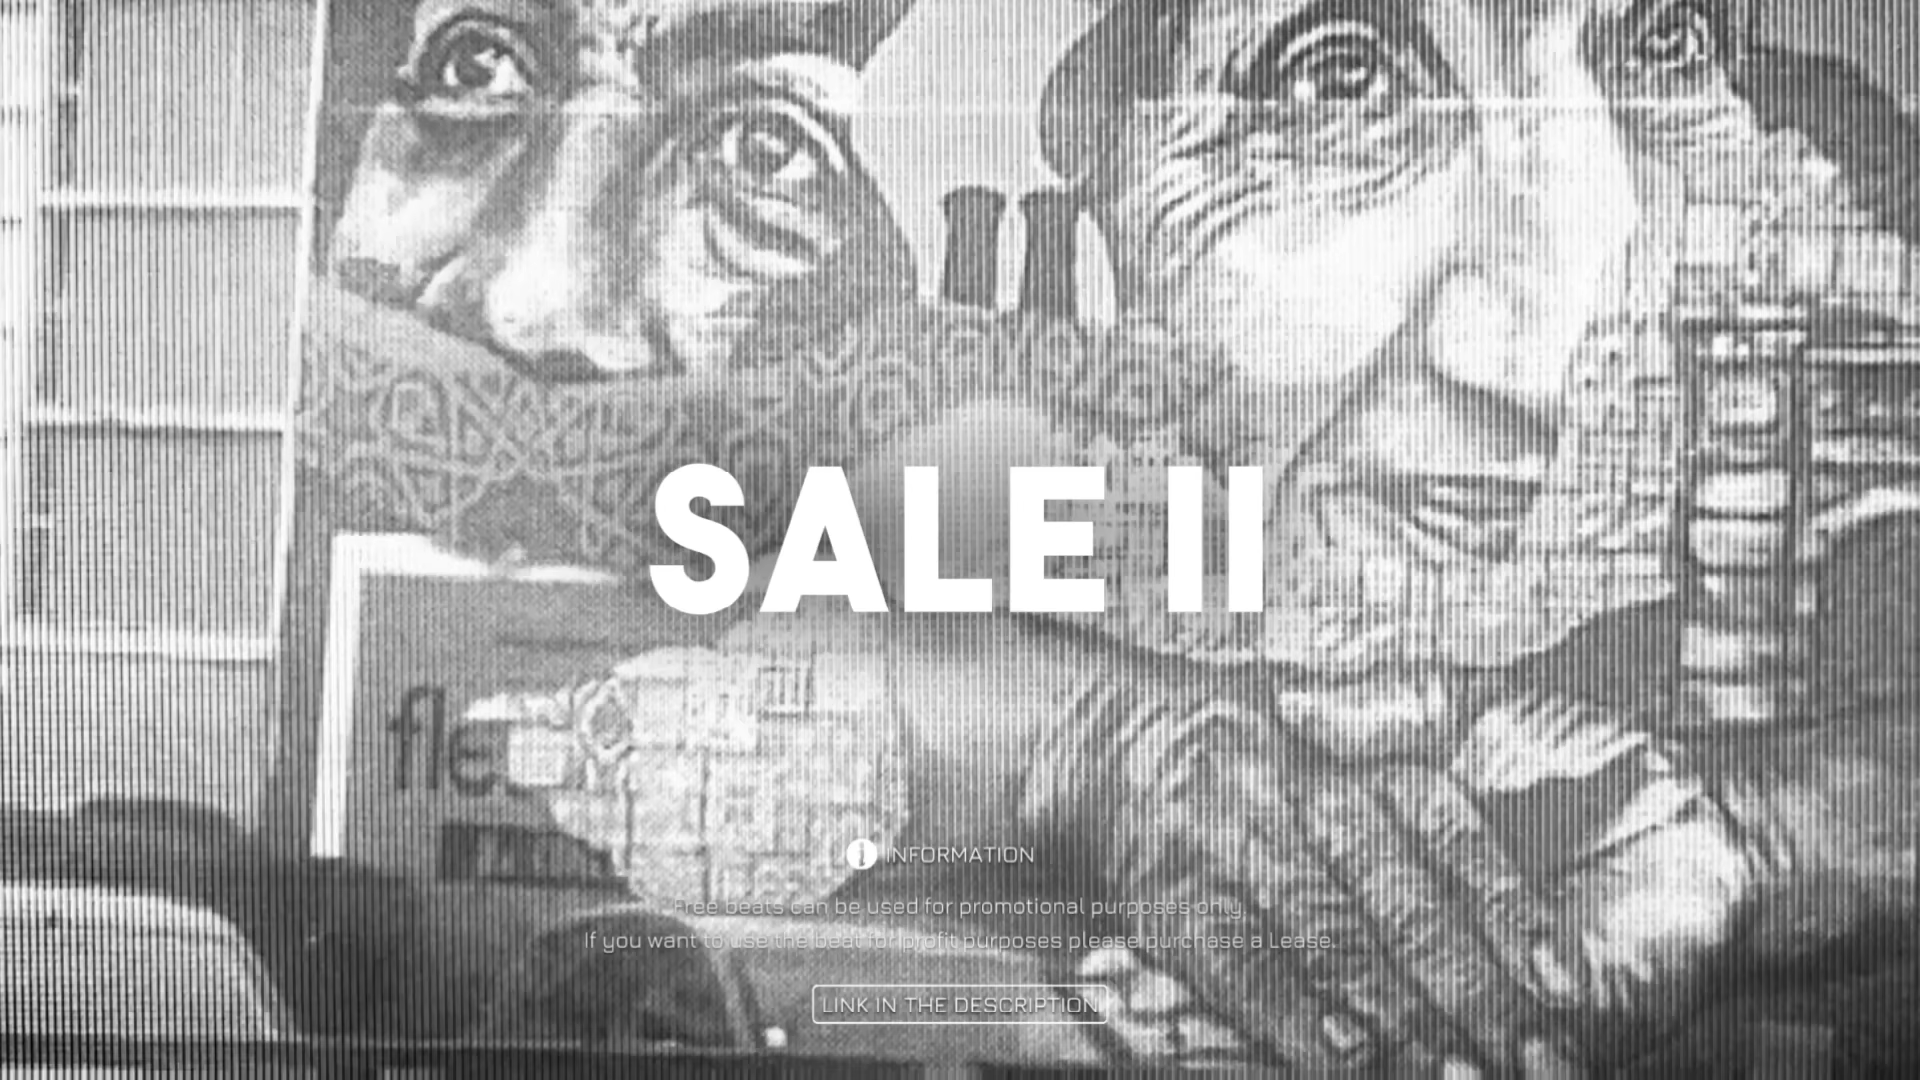 SALE II
fle
INFORMATION
Free beats can be used for promotional purposes only.
If you want to use the beat for profit purposes please purchase a Lease.
LINK IN THE DESCRIPTION